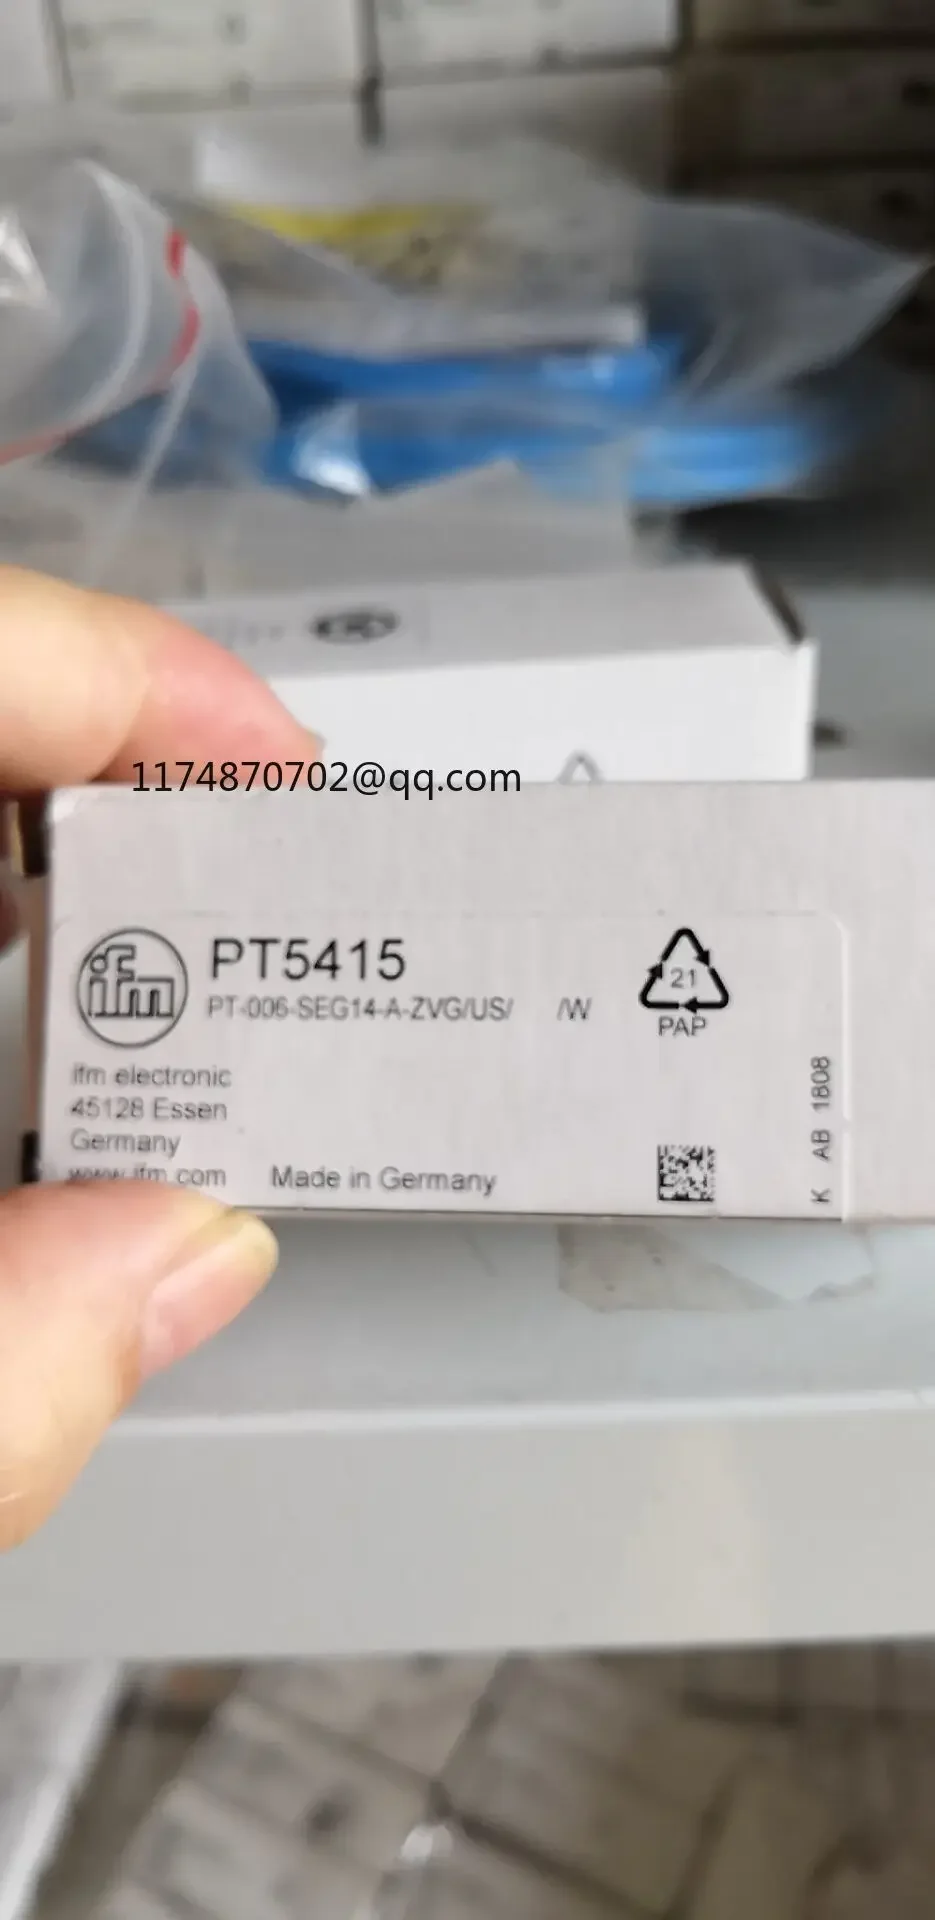 1174870702@qq.com
ifm
PT5415
PT-006-SEG14-A-ZVG/US/ /W
21
PAP
ifm electronic
45128 Essen
Germany
www.ifm.com
Made in Germany
K AB 1808